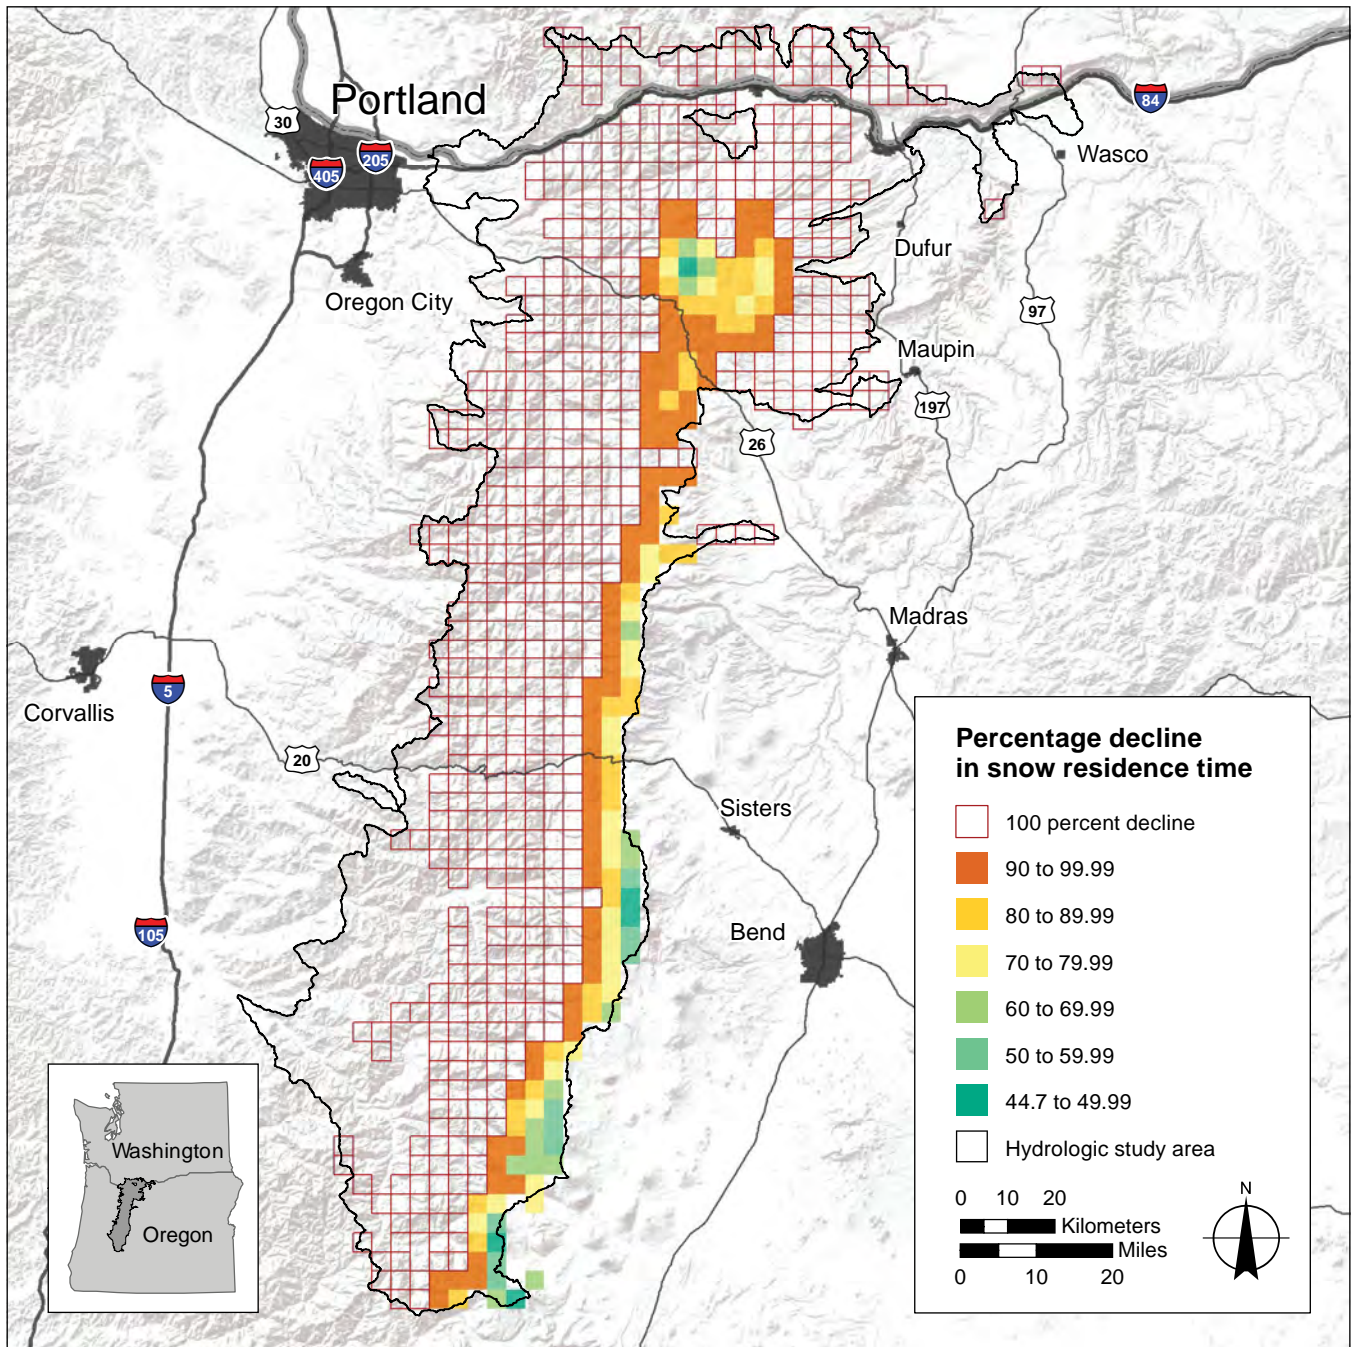 Portland
30
84
405
205
Wasco
Dufur
Oregon City
97
Maupin
197
26
Madras
5
Corvallis
20
Sisters
105
Bend
Percentage decline
in snow residence time
100 percent decline
90 to 99.99
80 to 89.99
70 to 79.99
60 to 69.99
50 to 59.99
44.7 to 49.99
Hydrologic study area
0 10 20
Kilometers
Miles
0 10 20
N
Washington
Oregon